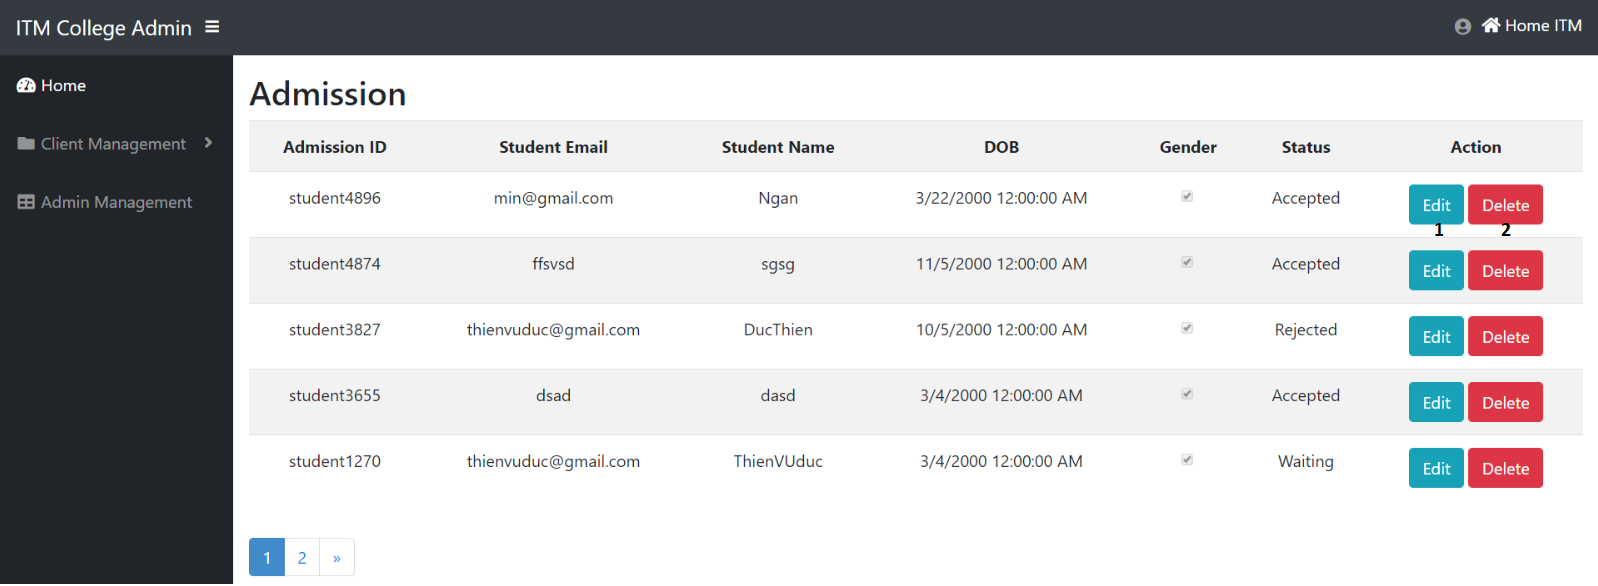 ITM College Admin Home ITM
Home
Client Management
Admin Management
Admission
Admission ID Student Email Student Name DOB Gender Status Action
student4896 min@gmail.com Ngan 3/22/2000 12:00:00 AM Accepted Edit Delete
1 2
student4874 ffsvsd sgsg 11/5/2000 12:00:00 AM Accepted Edit Delete
student3827 thienvuduc@gmail.com DucThien 10/5/2000 12:00:00 AM Rejected Edit Delete
student3655 dsad dasd 3/4/2000 12:00:00 AM Accepted Edit Delete
student1270 thienvuduc@gmail.com ThienVUduc 3/4/2000 12:00:00 AM Waiting Edit Delete
1 2 »